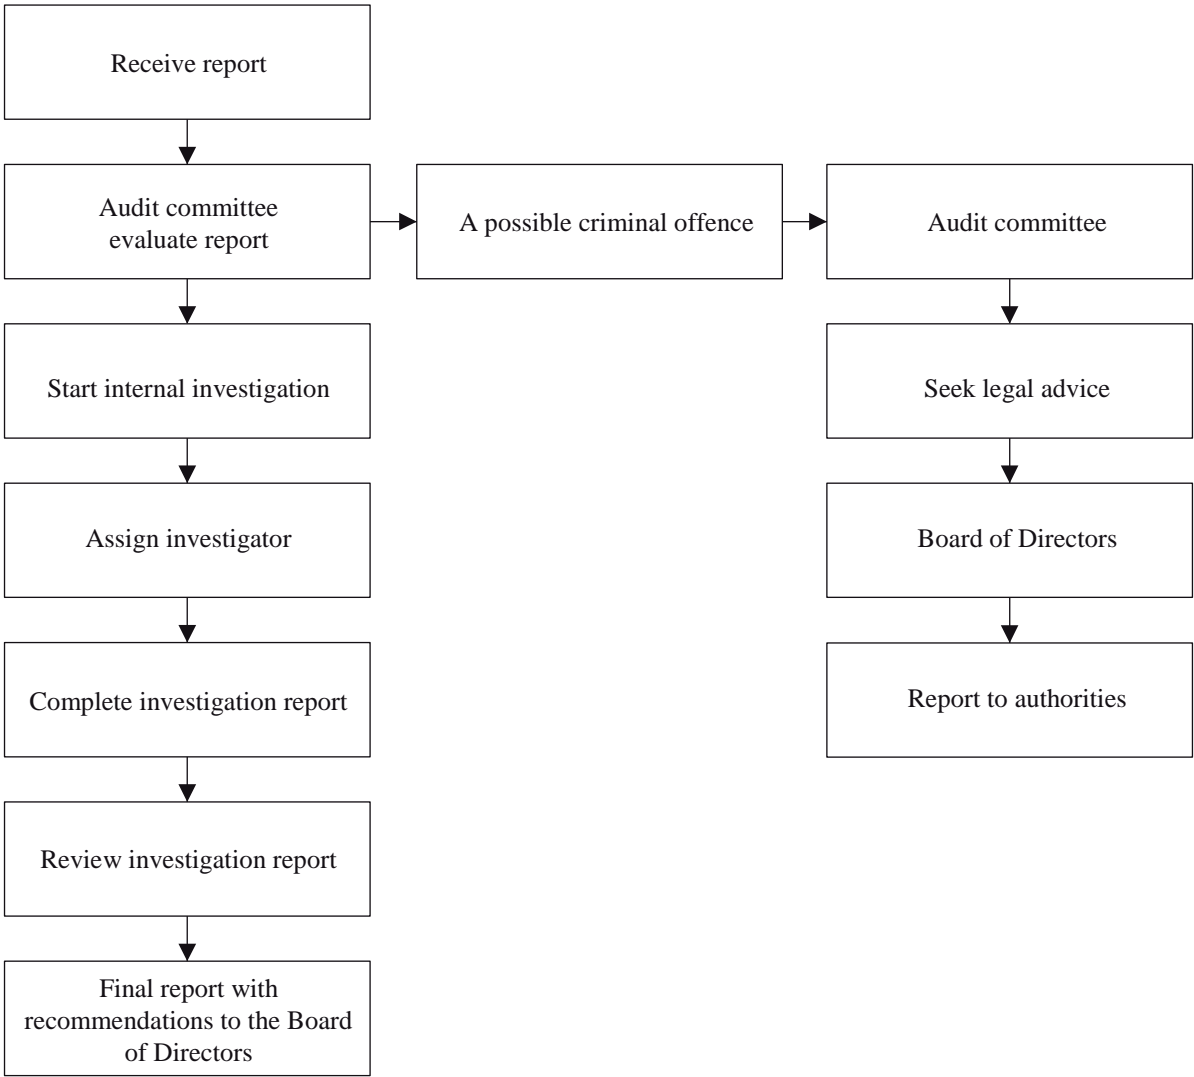 Receive report
Audit committee
evaluate report
A possible criminal offence
Audit committee
Start internal investigation
Seek legal advice
Assign investigator
Board of Directors
Complete investigation report
Report to authorities
Review investigation report
Final report with
recommendations to the Board
of Directors